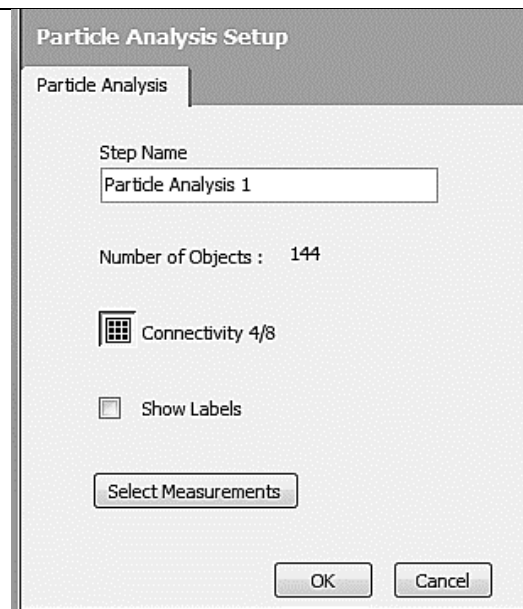 Particle Analysis Setup
Particle Analysis
Step Name
Particle Analysis 1
Number of Objects : 144
Connectivity 4/8
Show Labels
Select Measurements
OK Cancel